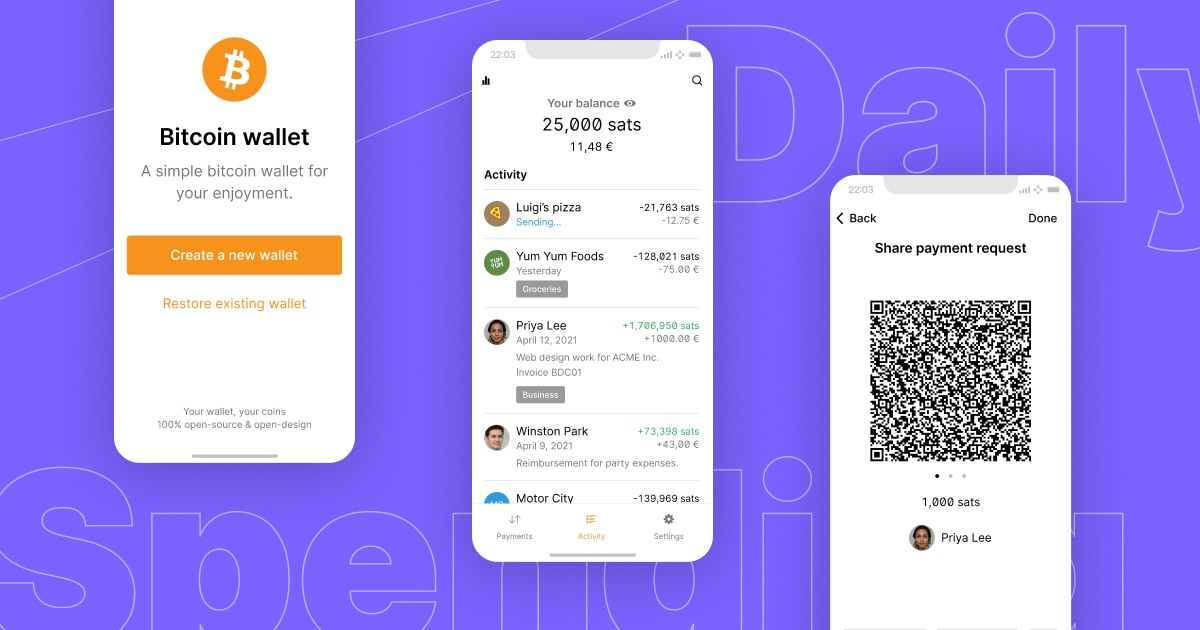 Daily
Spending
Bitcoin wallet
A simple bitcoin wallet for
your enjoyment.
Create a new wallet
Restore existing wallet
Your wallet, your coins
100% open-source & open-design
22:03
Your balance
25,000 sats
11,48 €
Activity
Luigi's pizza -21,763 sats
Sending... -12.75 €
YUM YUM
Yum Yum Foods -128,021 sats
Yesterday -75.00 €
Groceries
Priya Lee +1,706,950 sats
April 12, 2021 +1000.00 €
Web design work for ACME Inc.
Invoice BDC01
Business
Winston Park +73,398 sats
April 9, 2021 +43,00 €
Reimbursement for party expenses.
Motor City -139,969 sats
Payments Activity Settings
22:03
Back Done
Share payment request
1,000 sats
Priya Lee